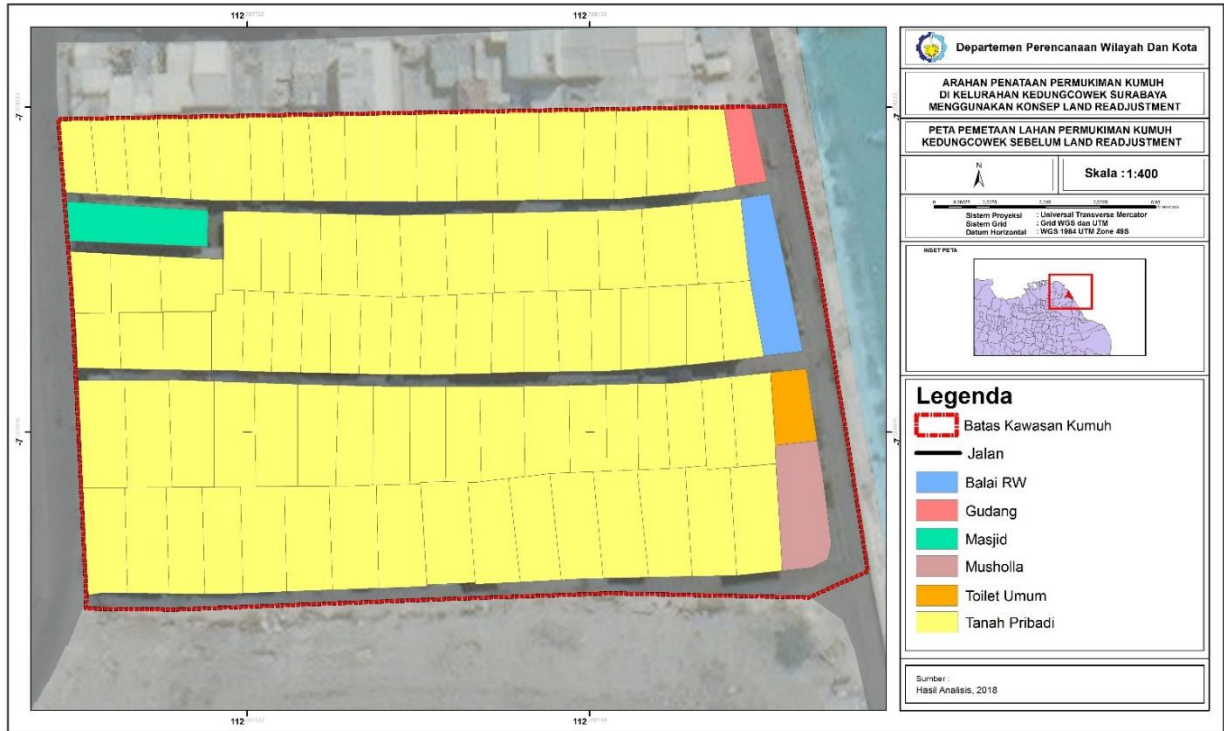 112
112
Departemen Perencanaan Wilayah Dan Kota
ARAHAN PENATAAN PERMUKIMAN KUMUH
DI KELURAHAN KEDUNGCOWEK SURABAYA
MENGGUNAKAN KONSEP LAND READJUSTMENT
PETA PEMETAAN LAHAN PERMUKIMAN KUMUH
KEDUNGCOWEK SEBELUM LAND READJUSTMENT
N
Skala : 1:400
Sistem Proyeksi : Universal Transverse Mercator
Sistem Grid : Grid WGS dan UTM
Datum Horizontal : WGS 1984 UTM Zone 49S
INSET PETA
Legenda
Batas Kawasan Kumuh
Jalan
Balai RW
Gudang
Masjid
Musholla
Toilet Umum
Tanah Pribadi
Sumber :
Hasil Analisis, 2018
-7
-7
-7
-7
112
112